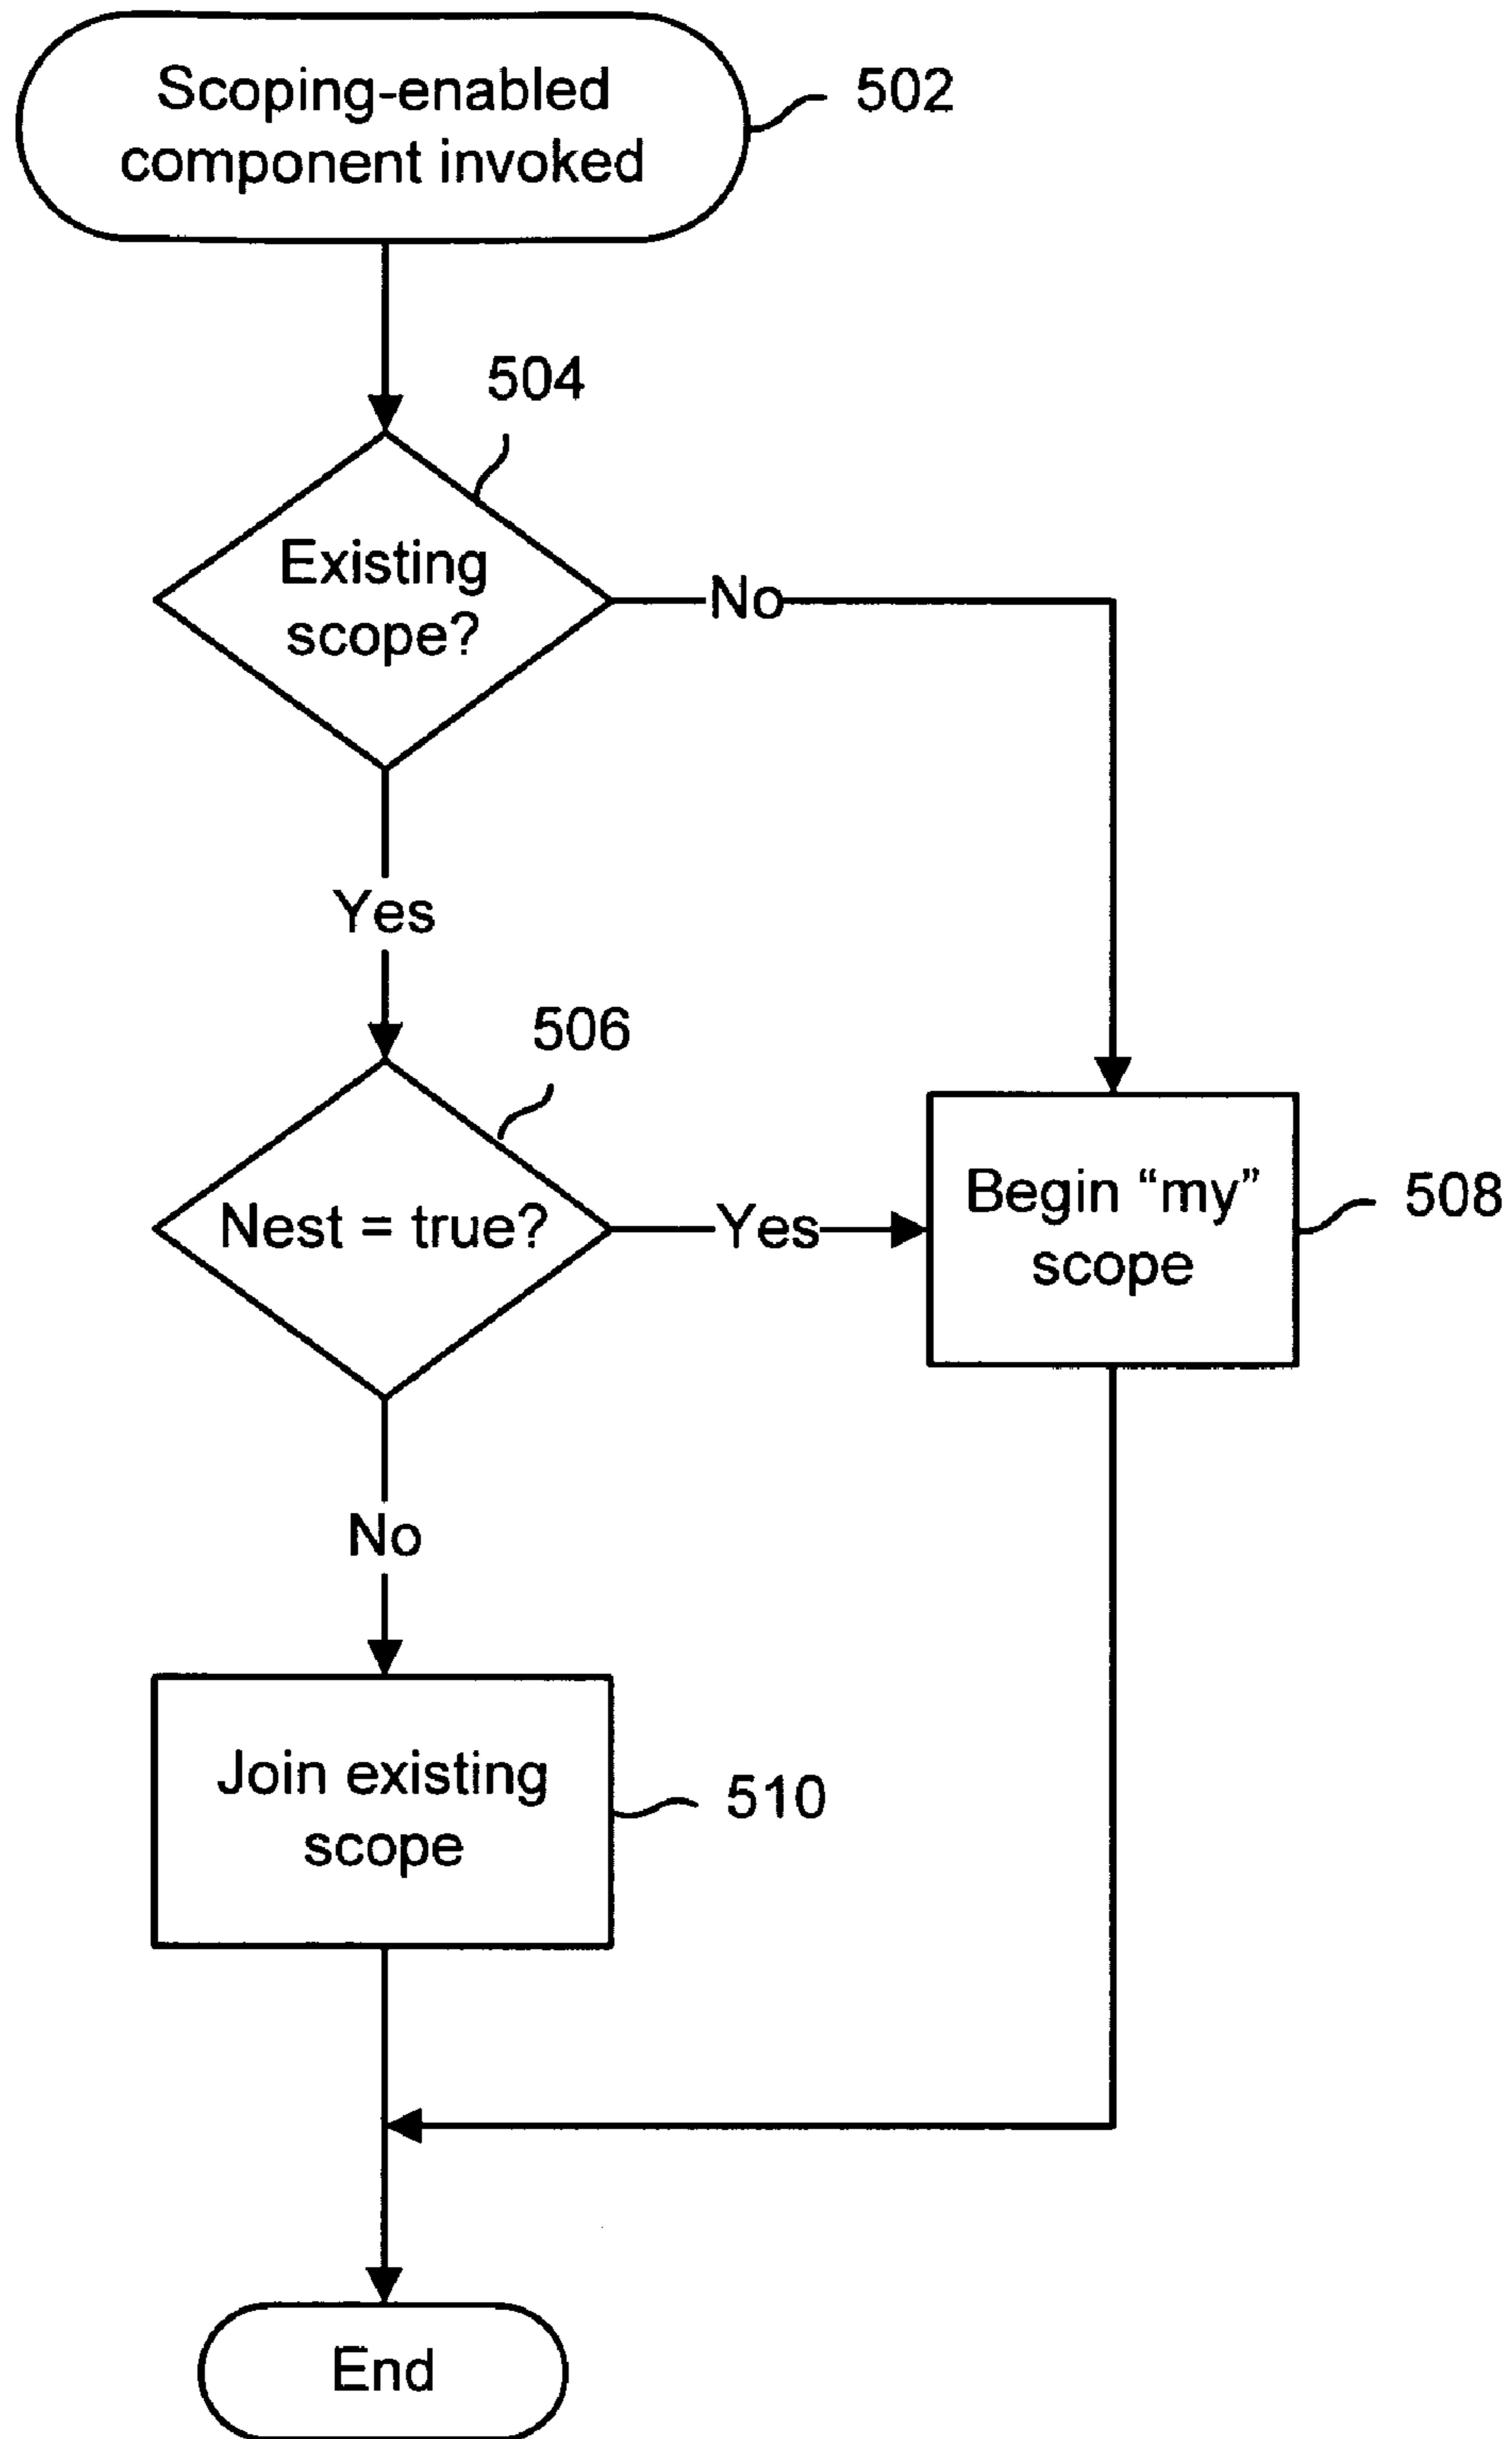 Scoping-enabled
component invoked
502
504
Existing
scope?
No
Yes
506
Nest = true?
Yes
Begin “my”
scope
508
No
Join existing
scope
510
End